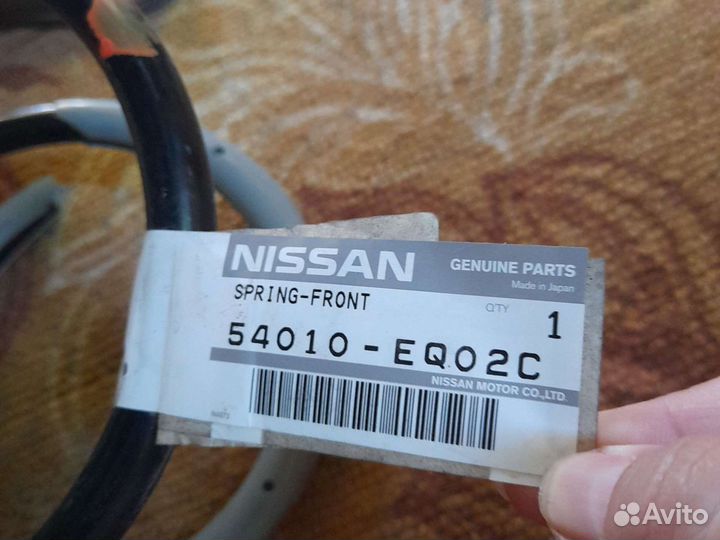 NISSAN
GENUINE PARTS
Made in Japan
SPRING-FRONT
Q'TY 1
54010-EQ02C
NISSAN MOTOR CO.,LTD.
Avito